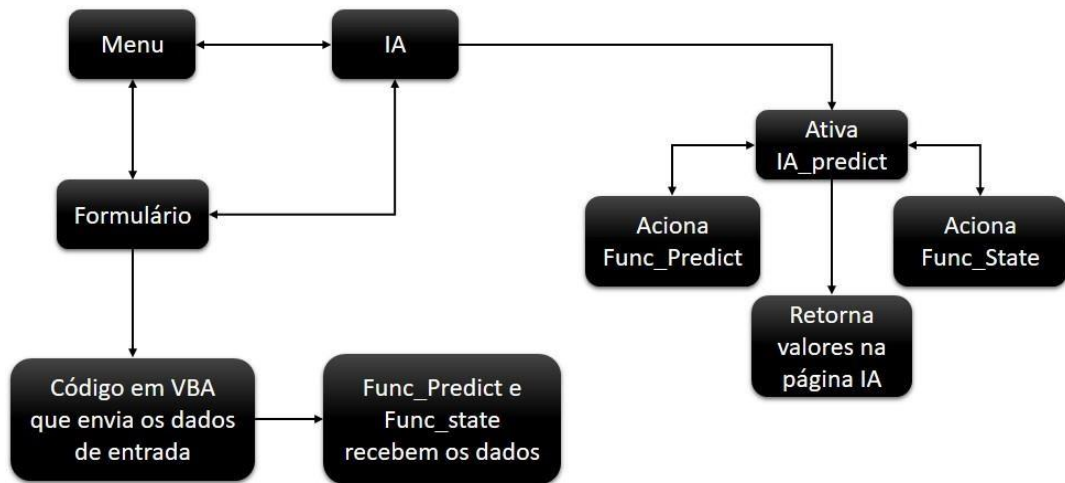 Menu
IA
Ativa
IA_predict
Formulário
Aciona
Func_Predict
Aciona
Func_State
Retorna
valores na
página IA
Código em VBA
que envia os dados
de entrada
Func_Predict e
Func_state
recebem os dados